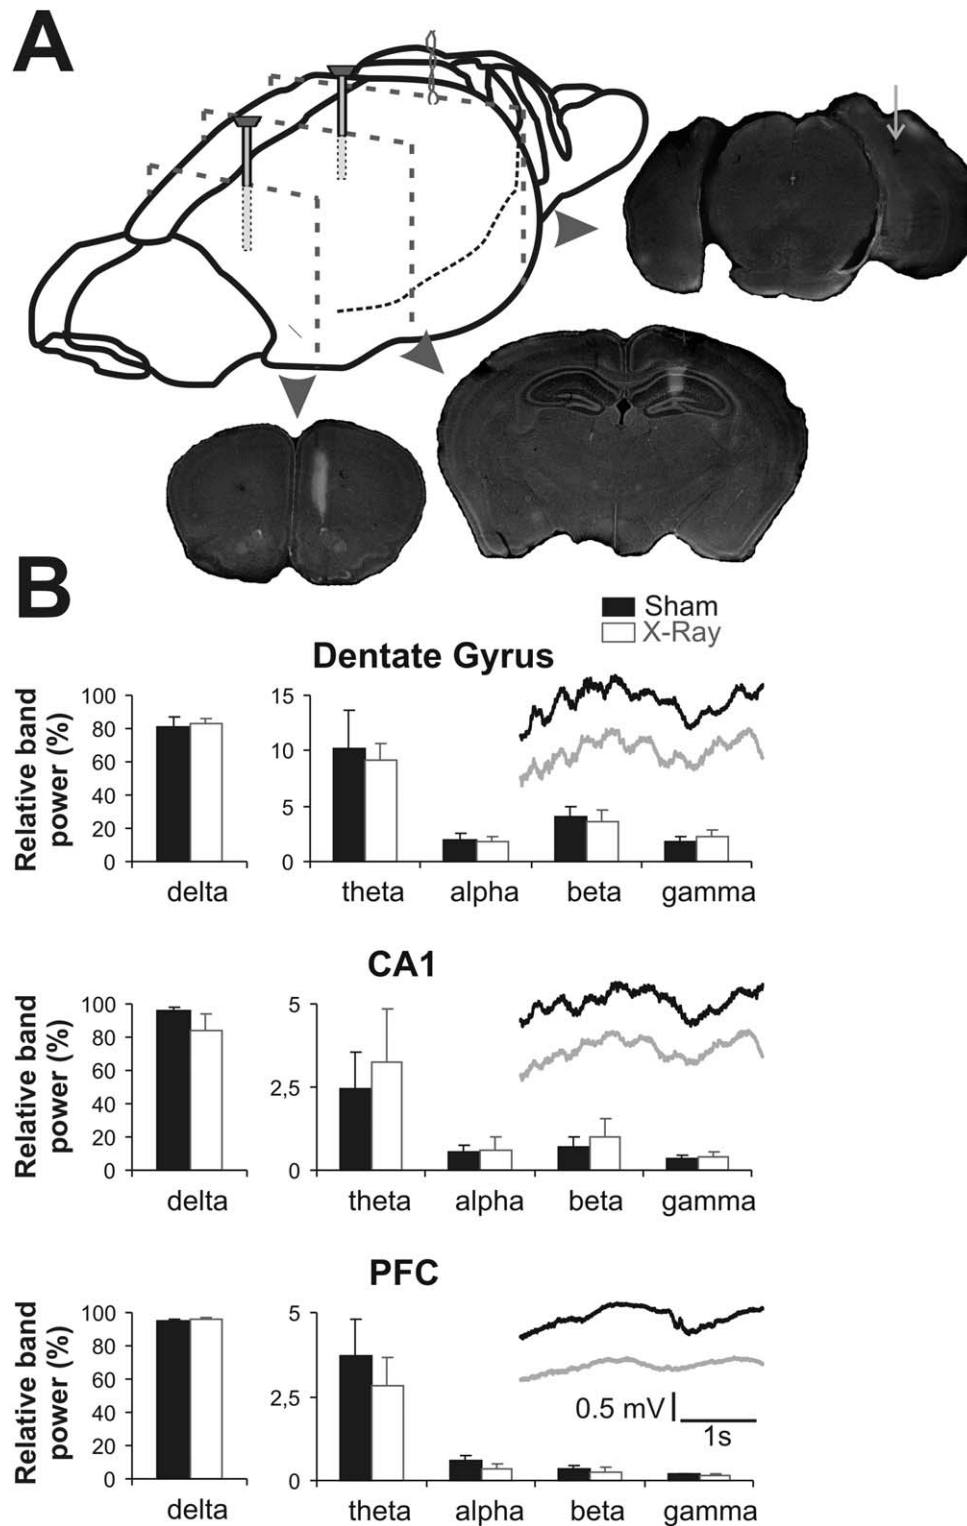 A
B
Sham
X-Ray
Dentate Gyrus
Relative band
power (%)
100
80
60
40
20
0
delta
15
10
5
0
theta alpha beta gamma
CA1
Relative band
power (%)
100
80
60
40
20
0
delta
5
2,5
0
theta alpha beta gamma
PFC
Relative band
power (%)
100
80
60
40
20
0
delta
5
2,5
0
theta alpha beta gamma
0.5 mV
1s